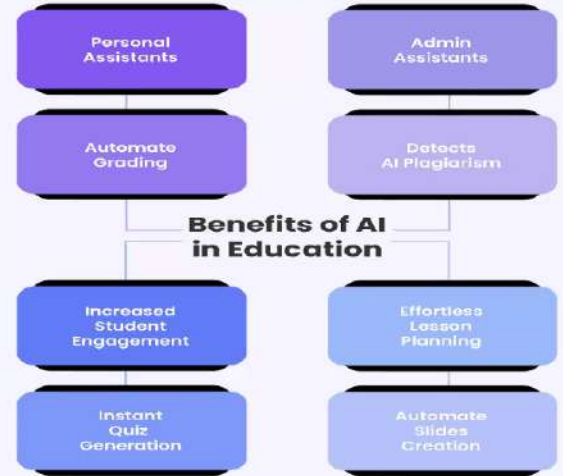 Personal
Assistants
Admin
Assistants
Automate
Grading
Detects
AI Plagiarism
Benefits of AI
in Education
Increased
Student
Engagement
Effortless
Lesson
Planning
Instant
Quiz
Generation
Automate
Slides
Creation